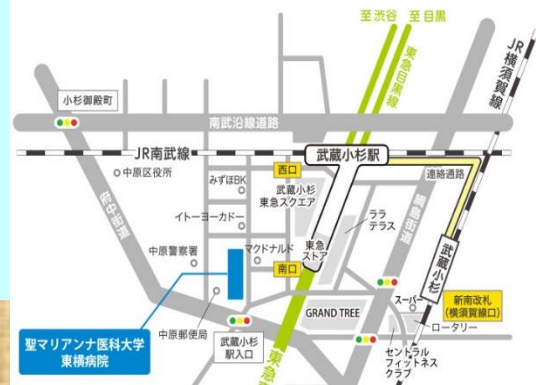 至渋谷
至目黒
JR横須賀線
東急目黒線
小杉御殿町
南武沿線道路
JR南武線
武蔵小杉駅
中原区役所
みずほBK
西口
連絡通路
武蔵小杉
東急スクエア
府中街道
イトーヨーカドー
ララ
テラス
綱島街道
東急
ストア
武蔵小杉
中原警察署
マクドナルド
南口
スーパー
新南改札
(横須賀線口)
GRAND TREE
ロータリー
聖マリアンナ医科大学
東横病院
中原郵便局
武蔵小杉
駅入口
セントラル
フィットネス
クラブ
東急